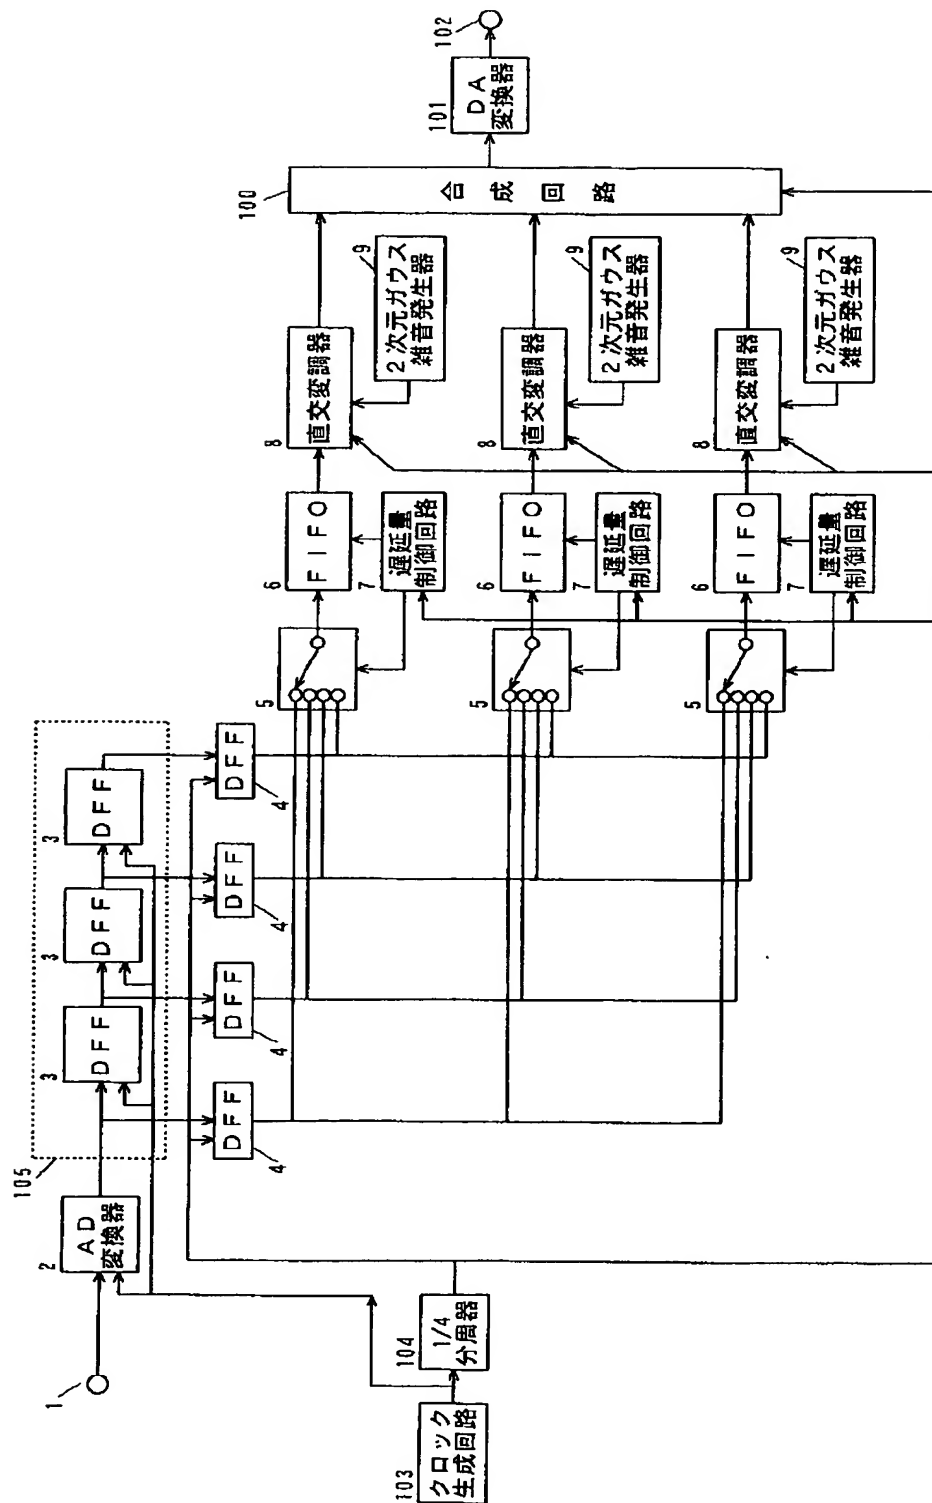 1
2
AD
変換器
105
3
DFF
3
DFF
3
DFF
103
クロック
生成回路
104
1/4
分周器
4
DFF
4
DFF
4
DFF
4
DFF
5
6
FIFO
7
遅延量
制御回路
8
直交変調器
9
2次元ガウス
雑音発生器
5
6
FIFO
7
遅延量
制御回路
8
直交変調器
9
2次元ガウス
雑音発生器
5
6
FIFO
7
遅延量
制御回路
8
直交変調器
9
2次元ガウス
雑音発生器
100
合成回路
101
DA
変換器
102